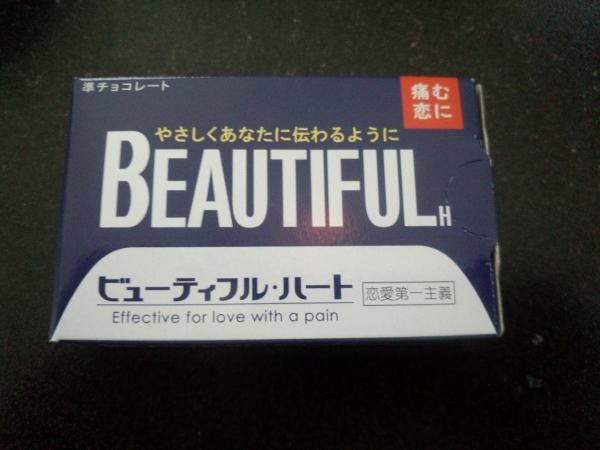 準チョコレート
痛む
恋に
やさしくあなたに伝わるように
BEAUTIFUL H
ビューティフル・ハート
恋愛第一主義
Effective for love with a pain